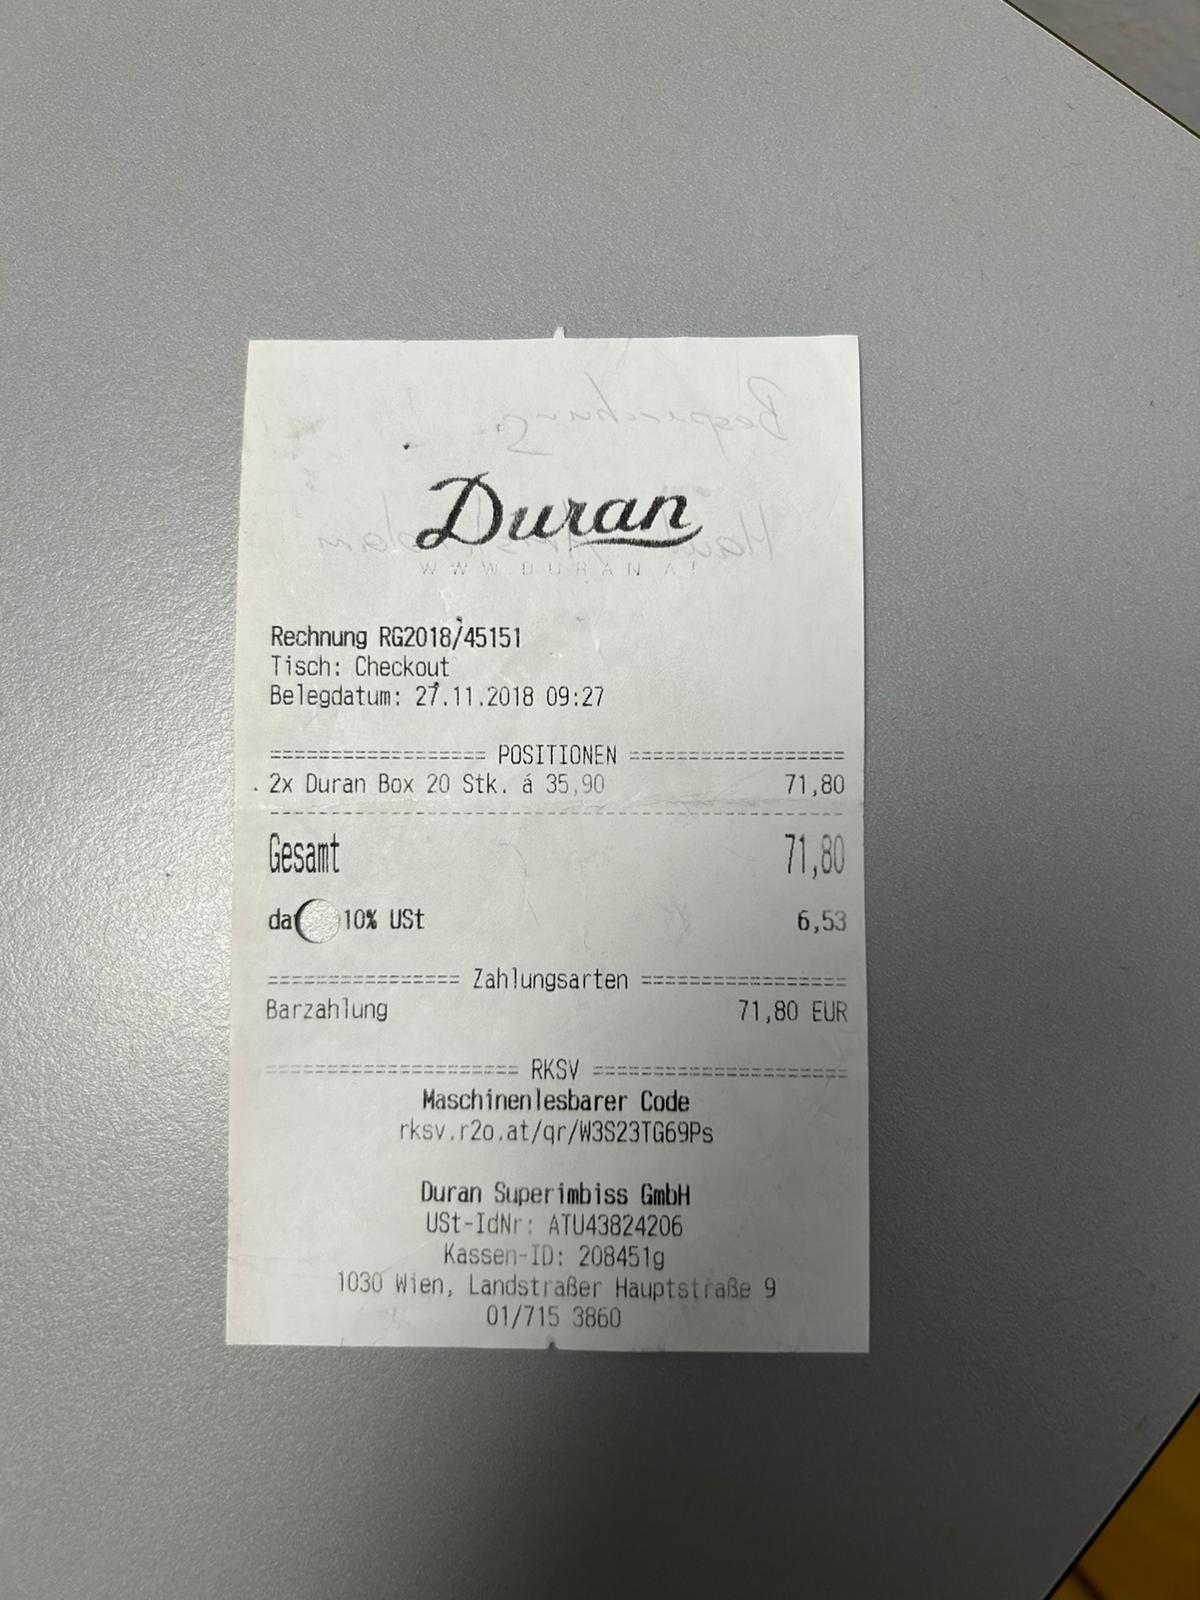 Besprechung
Duran
WWW.DURAN.AT
Rechnung RG2018/45151
Tisch: Checkout
Belegdatum: 27.11.2018 09:27
================== POSITIONEN ==================
2x Duran Box 20 Stk. á 35,90 71,80
Gesamt 71,80
da 10% USt 6,53
================ Zahlungsarten =================
Barzahlung 71,80 EUR
===================== RKSV =====================
Maschinenlesbarer Code
rksv.r2o.at/qr/W3S23TG69Ps
Duran Superimbiss GmbH
USt-IdNr: ATU43824206
Kassen-ID: 208451g
1030 Wien, Landstraßer Hauptstraße 9
01/715 3860